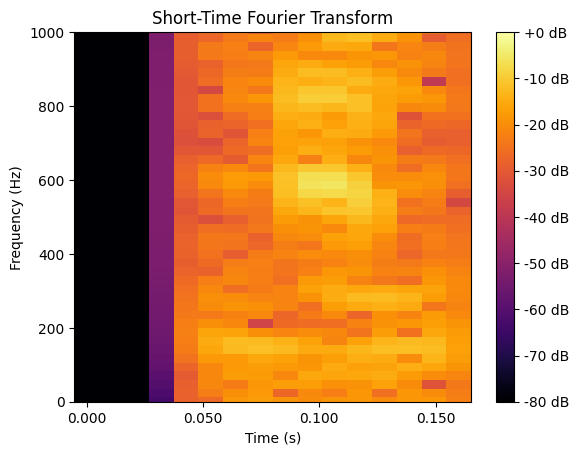 Short-Time Fourier Transform
1000
800
600
400
200
0
Frequency (Hz)
0.000
0.050
0.100
0.150
Time (s)
+0 dB
-10 dB
-20 dB
-30 dB
-40 dB
-50 dB
-60 dB
-70 dB
-80 dB